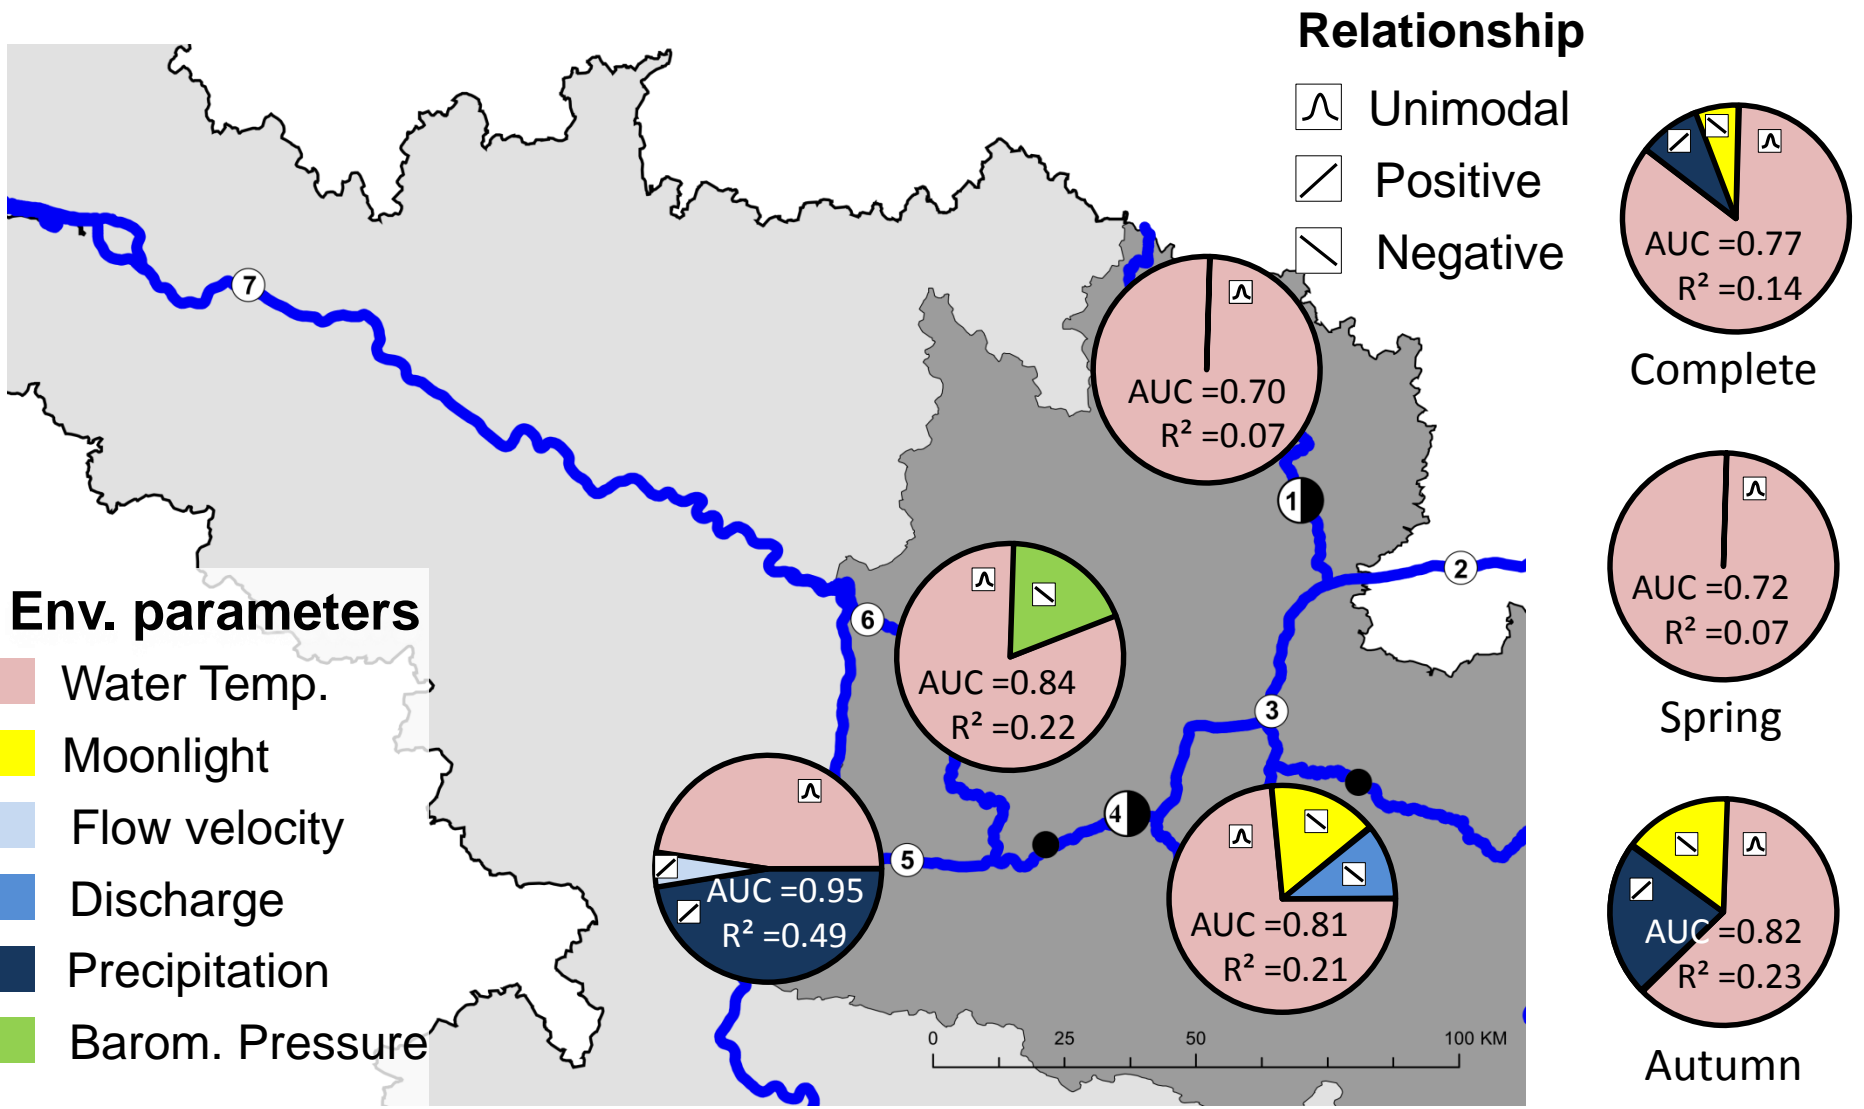 Relationship
Unimodal
Positive
Negative
AUC =0.77
R² =0.14
Complete
7
AUC =0.70
R² =0.07
1
2
AUC =0.72
R² =0.07
Spring
Env. parameters
Water Temp.
Moonlight
Flow velocity
Discharge
Precipitation
Barom. Pressure
6
AUC =0.84
R² =0.22
3
4
5
AUC =0.95
R² =0.49
AUC =0.81
R² =0.21
AUC =0.82
R² =0.23
Autumn
0 25 50 100 KM